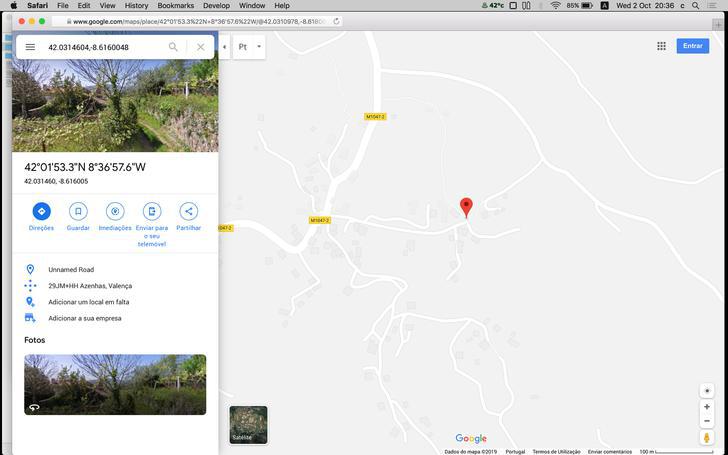 Safari File Edit View History Bookmarks Develop Window Help
42°c 85% A Wed 2 Oct 20:36 c
www.google.com/maps/place/42°01'53.3%22N+8°36'57.6%22W/@42.0310978,-8.618
42.0314604,-8.6160048
Pt
Entrar
M1047-2
42°01'53.3"N 8°36'57.6"W
42.031460, -8.616005
Direções
Guardar
Imediações
Enviar para
o seu
telemóvel
Partilhar
M1047-2
047-2
Unnamed Road
29JM+HH Azenhas, Valença
Adicionar um local em falta
Adicionar a sua empresa
Fotos
Satélite
Google
Dados do mapa ©2019 Portugal Termos de Utilização Enviar comentários 100 m